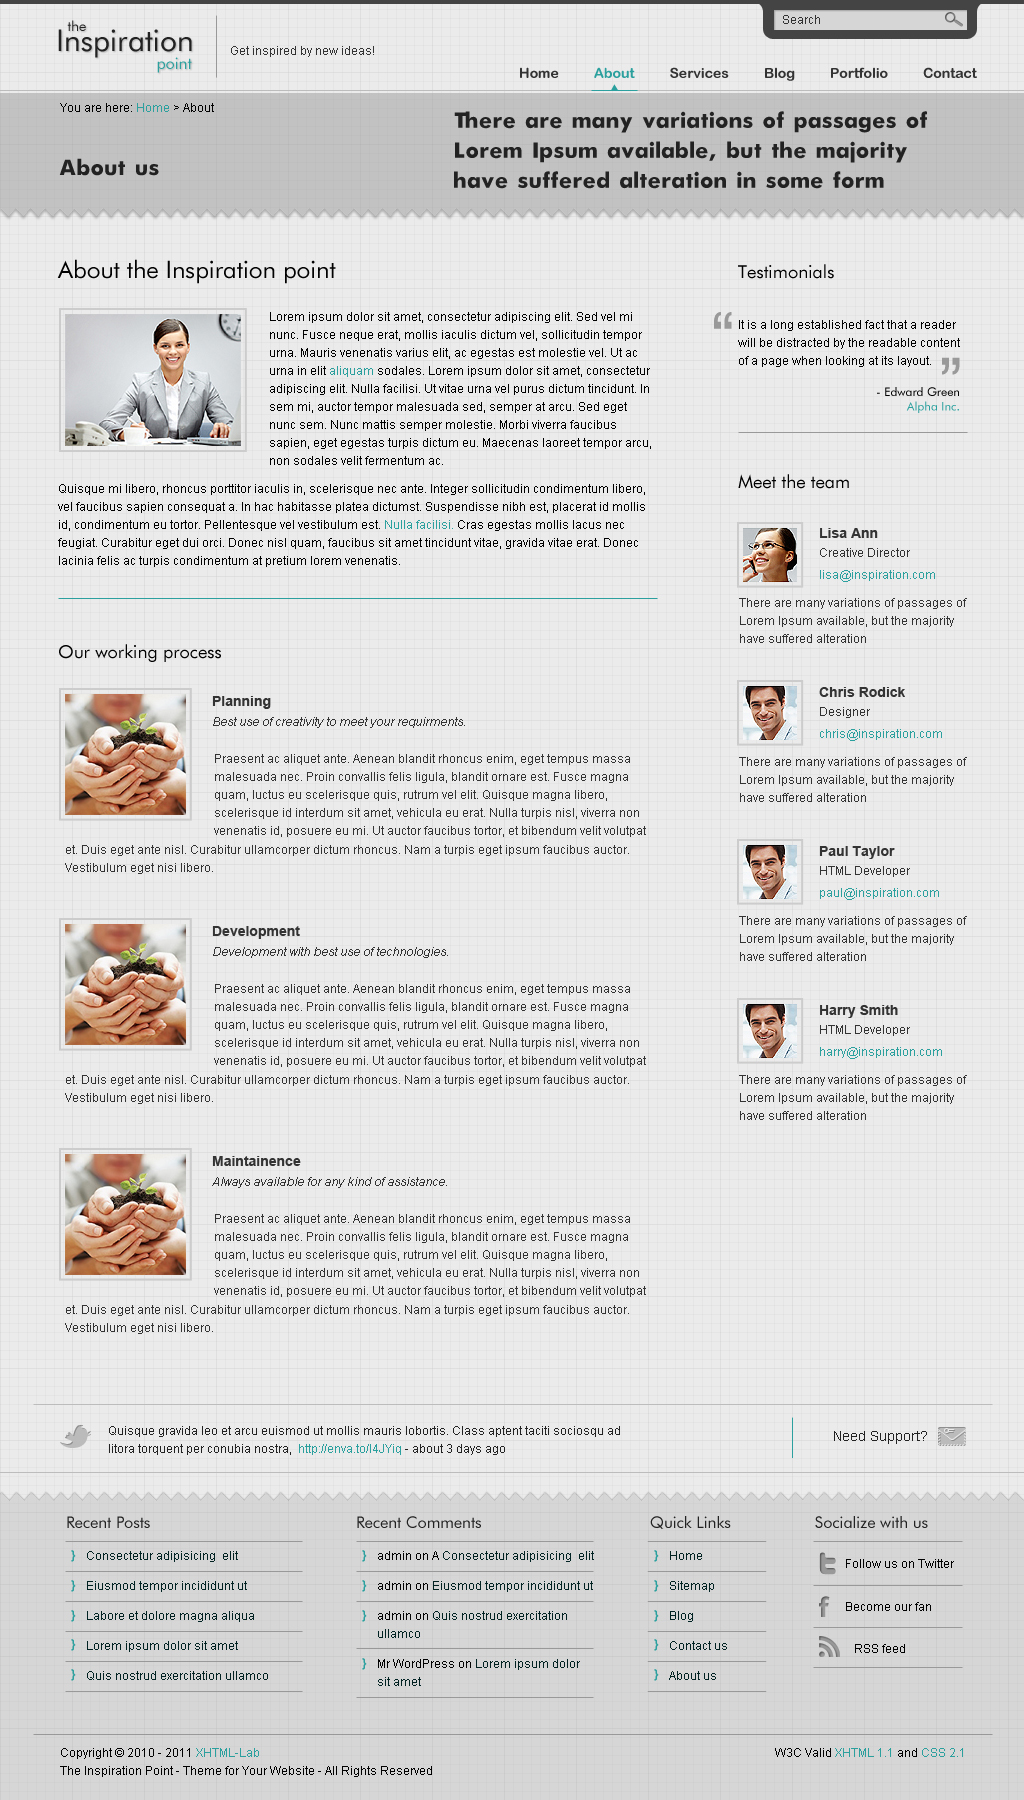 the
Inspiration
point
Get inspired by new ideas!
Search
Home About Services Blog Portfolio Contact
You are here: Home > About
About us
There are many variations of passages of
Lorem Ipsum available, but the majority
have suffered alteration in some form
About the Inspiration point
Lorem ipsum dolor sit amet, consectetur adipiscing elit. Sed vel mi
nunc. Fusce neque erat, mollis iaculis dictum vel, sollicitudin tempor
urna. Mauris venenatis varius elit, ac egestas est molestie vel. Ut ac
urna in elit aliquam sodales. Lorem ipsum dolor sit amet, consectetur
adipiscing elit. Nulla facilisi. Ut vitae urna vel purus dictum tincidunt. In
sem mi, auctor tempor malesuada sed, semper at arcu. Sed eget
nunc sem. Nunc mattis semper molestie. Morbi viverra faucibus
sapien, eget egestas turpis dictum eu. Maecenas laoreet tempor arcu,
non sodales velit fermentum ac.
Quisque mi libero, rhoncus porttitor iaculis in, scelerisque nec ante. Integer sollicitudin condimentum libero,
vel faucibus sapien consequat a. In hac habitasse platea dictumst. Suspendisse nibh est, placerat id mollis
id, condimentum eu tortor. Pellentesque vel vestibulum est. Nulla facilisi. Cras egestas mollis lacus nec
feugiat. Curabitur eget dui orci. Donec nisl quam, faucibus sit amet tincidunt vitae, gravida vitae erat. Donec
lacinia felis ac turpis condimentum at pretium lorem venenatis.
Our working process
Planning
Best use of creativity to meet your requirments.
Praesent ac aliquet ante. Aenean blandit rhoncus enim, eget tempus massa
malesuada nec. Proin convallis felis ligula, blandit ornare est. Fusce magna
quam, luctus eu scelerisque quis, rutrum vel elit. Quisque magna libero,
scelerisque id interdum sit amet, vehicula eu erat. Nulla turpis nisl, viverra non
venenatis id, posuere eu mi. Ut auctor faucibus tortor, et bibendum velit volutpat
et. Duis eget ante nisl. Curabitur ullamcorper dictum rhoncus. Nam a turpis eget ipsum faucibus auctor.
Vestibulum eget nisi libero.
Development
Development with best use of technologies.
Praesent ac aliquet ante. Aenean blandit rhoncus enim, eget tempus massa
malesuada nec. Proin convallis felis ligula, blandit ornare est. Fusce magna
quam, luctus eu scelerisque quis, rutrum vel elit. Quisque magna libero,
scelerisque id interdum sit amet, vehicula eu erat. Nulla turpis nisl, viverra non
venenatis id, posuere eu mi. Ut auctor faucibus tortor, et bibendum velit volutpat
et. Duis eget ante nisl. Curabitur ullamcorper dictum rhoncus. Nam a turpis eget ipsum faucibus auctor.
Vestibulum eget nisi libero.
Maintainence
Always available for any kind of assistance.
Praesent ac aliquet ante. Aenean blandit rhoncus enim, eget tempus massa
malesuada nec. Proin convallis felis ligula, blandit ornare est. Fusce magna
quam, luctus eu scelerisque quis, rutrum vel elit. Quisque magna libero,
scelerisque id interdum sit amet, vehicula eu erat. Nulla turpis nisl, viverra non
venenatis id, posuere eu mi. Ut auctor faucibus tortor, et bibendum velit volutpat
et. Duis eget ante nisl. Curabitur ullamcorper dictum rhoncus. Nam a turpis eget ipsum faucibus auctor.
Vestibulum eget nisi libero.
Testimonials
“ It is a long established fact that a reader
will be distracted by the readable content
of a page when looking at its layout. ”
- Edward Green
Alpha Inc.
Meet the team
Lisa Ann
Creative Director
lisa@inspiration.com
There are many variations of passages of
Lorem Ipsum available, but the majority
have suffered alteration
Chris Rodick
Designer
chris@inspiration.com
There are many variations of passages of
Lorem Ipsum available, but the majority
have suffered alteration
Paul Taylor
HTML Developer
paul@inspiration.com
There are many variations of passages of
Lorem Ipsum available, but the majority
have suffered alteration
Harry Smith
HTML Developer
harry@inspiration.com
There are many variations of passages of
Lorem Ipsum available, but the majority
have suffered alteration
Quisque gravida leo et arcu euismod ut mollis mauris lobortis. Class aptent taciti sociosqu ad
litora torquent per conubia nostra, http://enva.to/I4JYiq - about 3 days ago
Need Support?
Recent Posts
Consectetur adipisicing elit
Eiusmod tempor incididunt ut
Labore et dolore magna aliqua
Lorem ipsum dolor sit amet
Quis nostrud exercitation ullamco
Recent Comments
admin on A Consectetur adipisicing elit
admin on Eiusmod tempor incididunt ut
admin on Quis nostrud exercitation
ullamco
Mr WordPress on Lorem ipsum dolor
sit amet
Quick Links
Home
Sitemap
Blog
Contact us
About us
Socialize with us
Follow us on Twitter
Become our fan
RSS feed
Copyright © 2010 - 2011 XHTML-Lab
The Inspiration Point - Theme for Your Website - All Rights Reserved
W3C Valid XHTML 1.1 and CSS 2.1